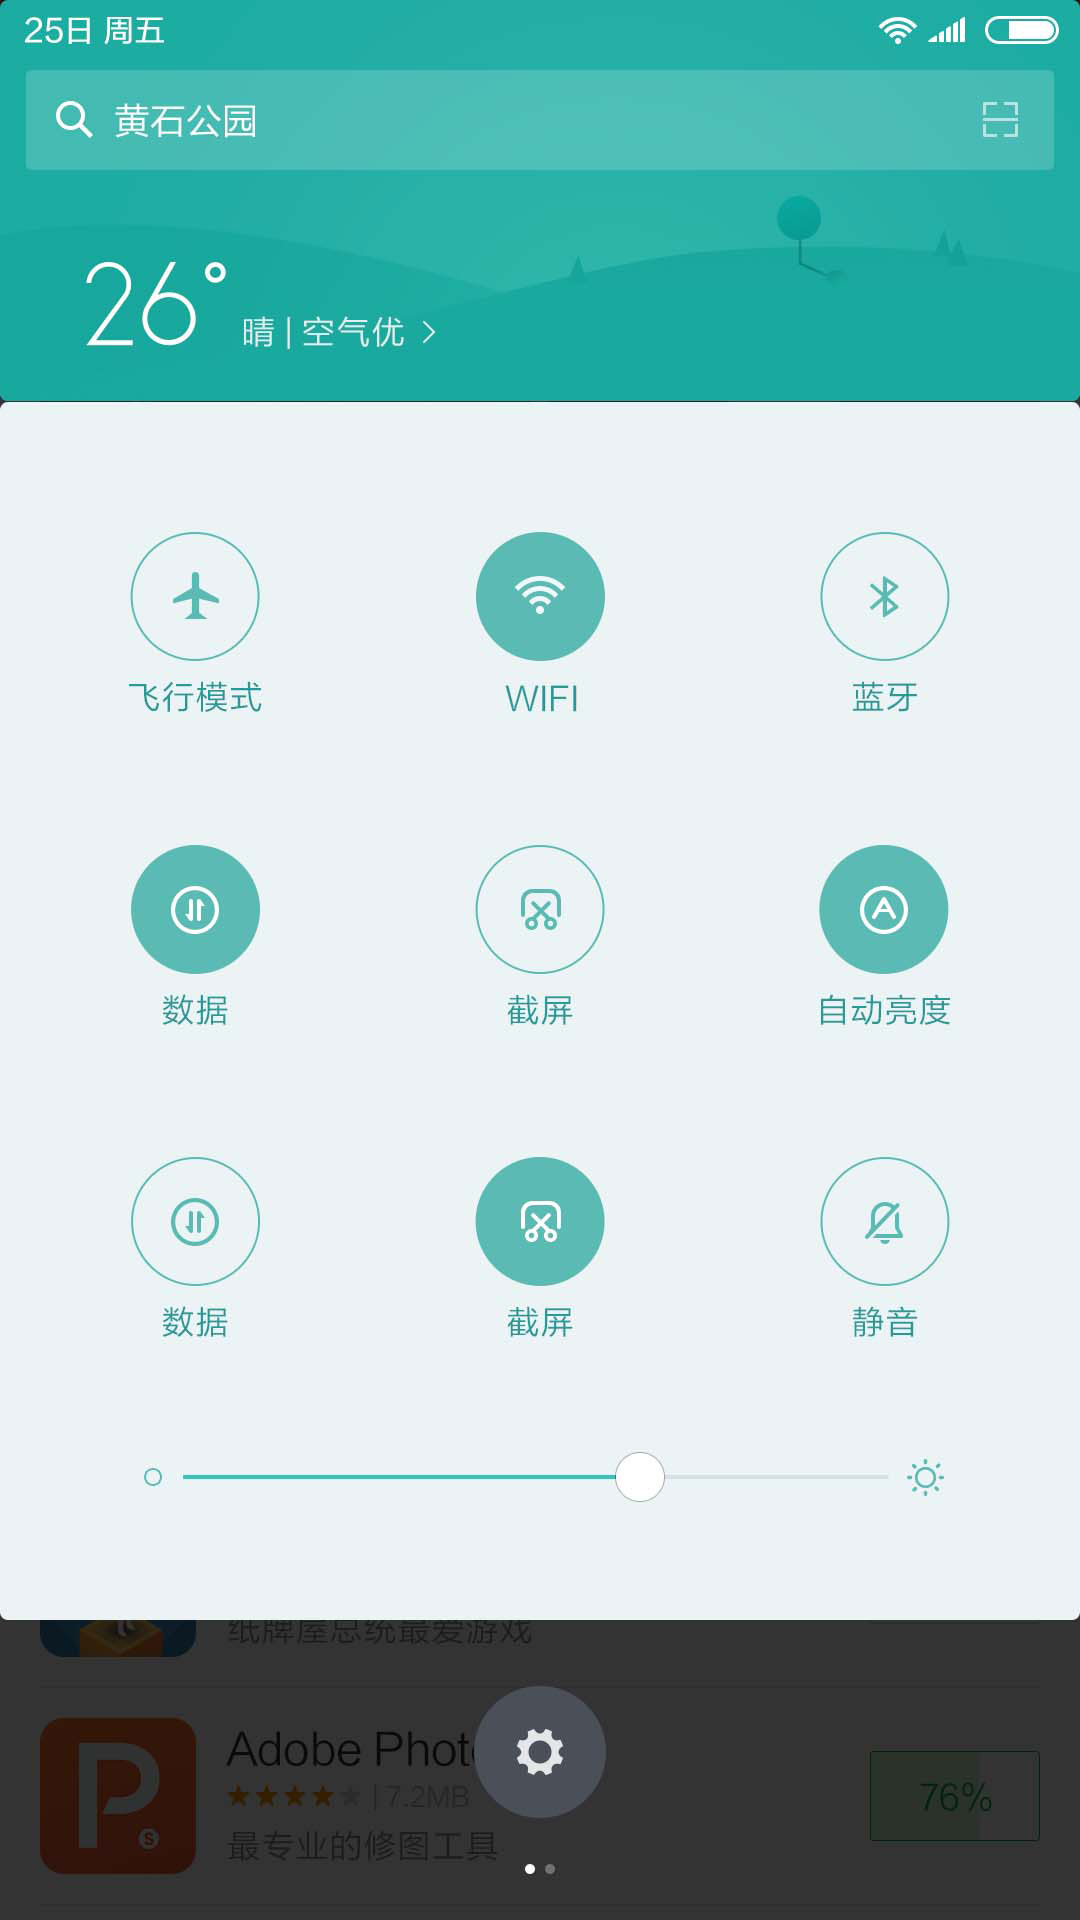 25日 周五
黄石公园
26°
晴 | 空气优
飞行模式
WIFI
蓝牙
数据
截屏
自动亮度
数据
截屏
静音
纸牌屋总统最爱游戏
Adobe Phot
| 7.2MB
76%
最专业的修图工具